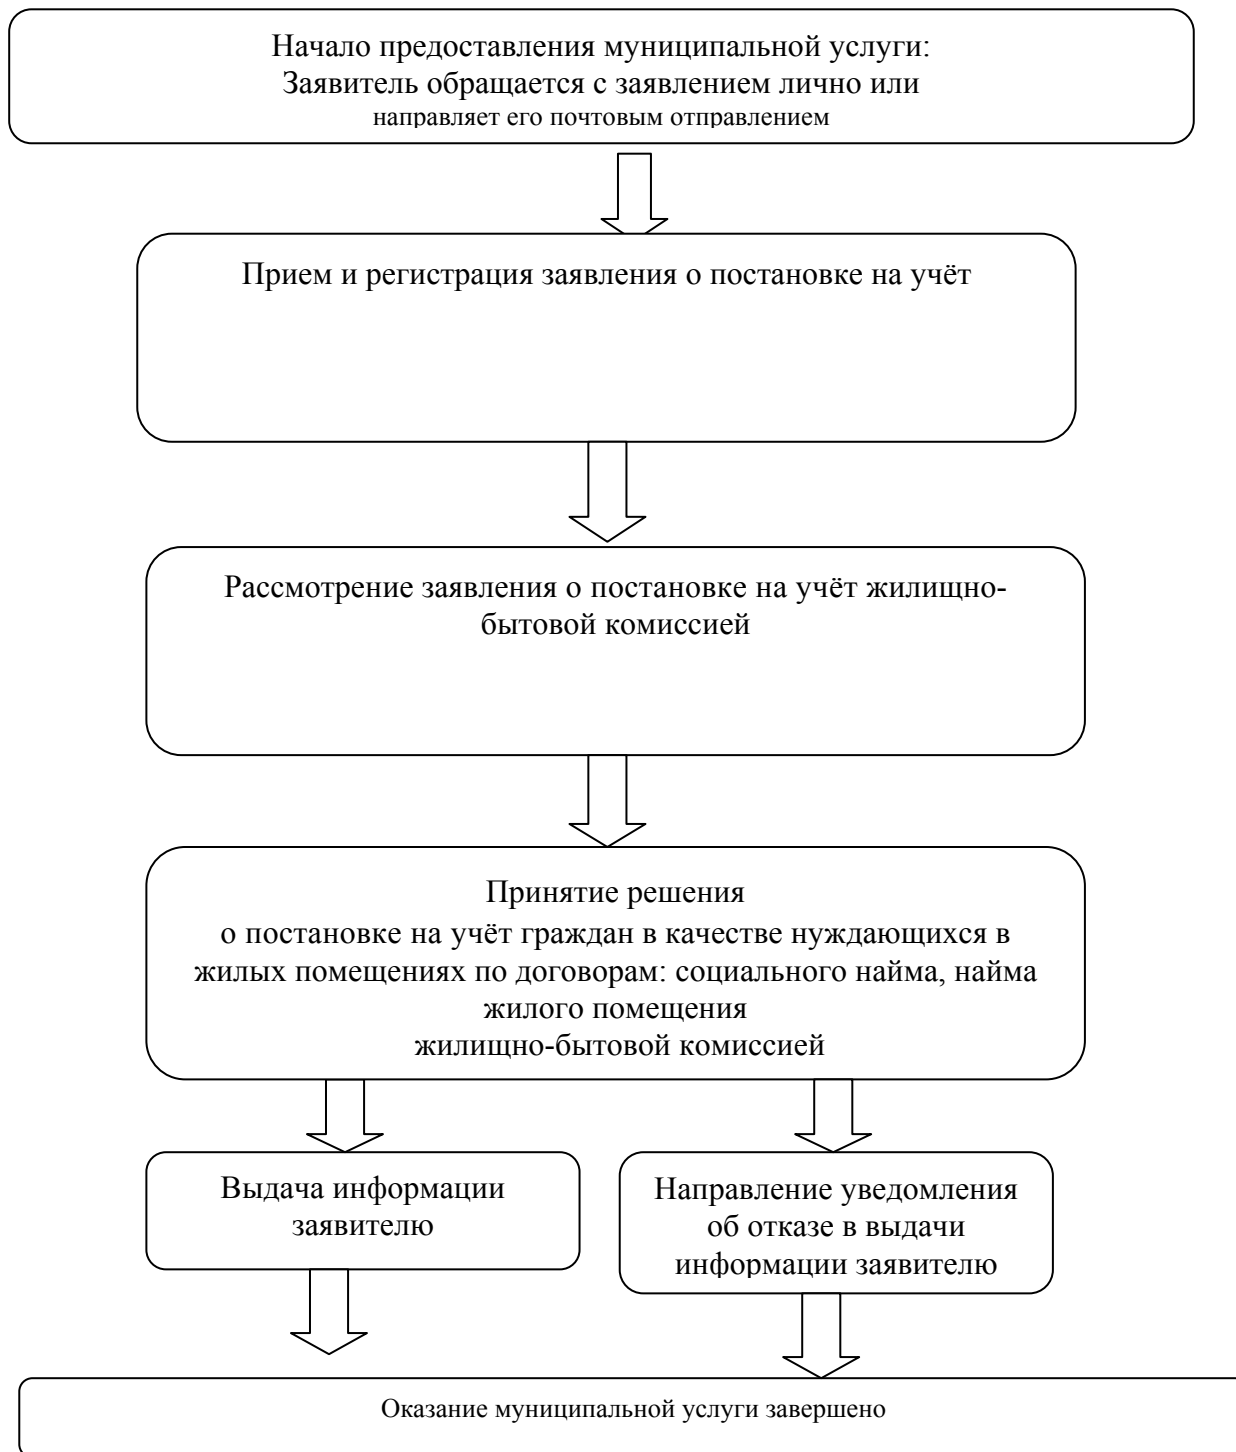 Начало предоставления муниципальной услуги:
Заявитель обращается с заявлением лично или
направляет его почтовым отправлением
Прием и регистрация заявления о постановке на учёт
Рассмотрение заявления о постановке на учёт жилищно-
бытовой комиссией
Принятие решения
о постановке на учёт граждан в качестве нуждающихся в
жилых помещениях по договорам: социального найма, найма
жилого помещения
жилищно-бытовой комиссией
Выдача информации
заявителю
Направление уведомления
об отказе в выдачи
информации заявителю
Оказание муниципальной услуги завершено